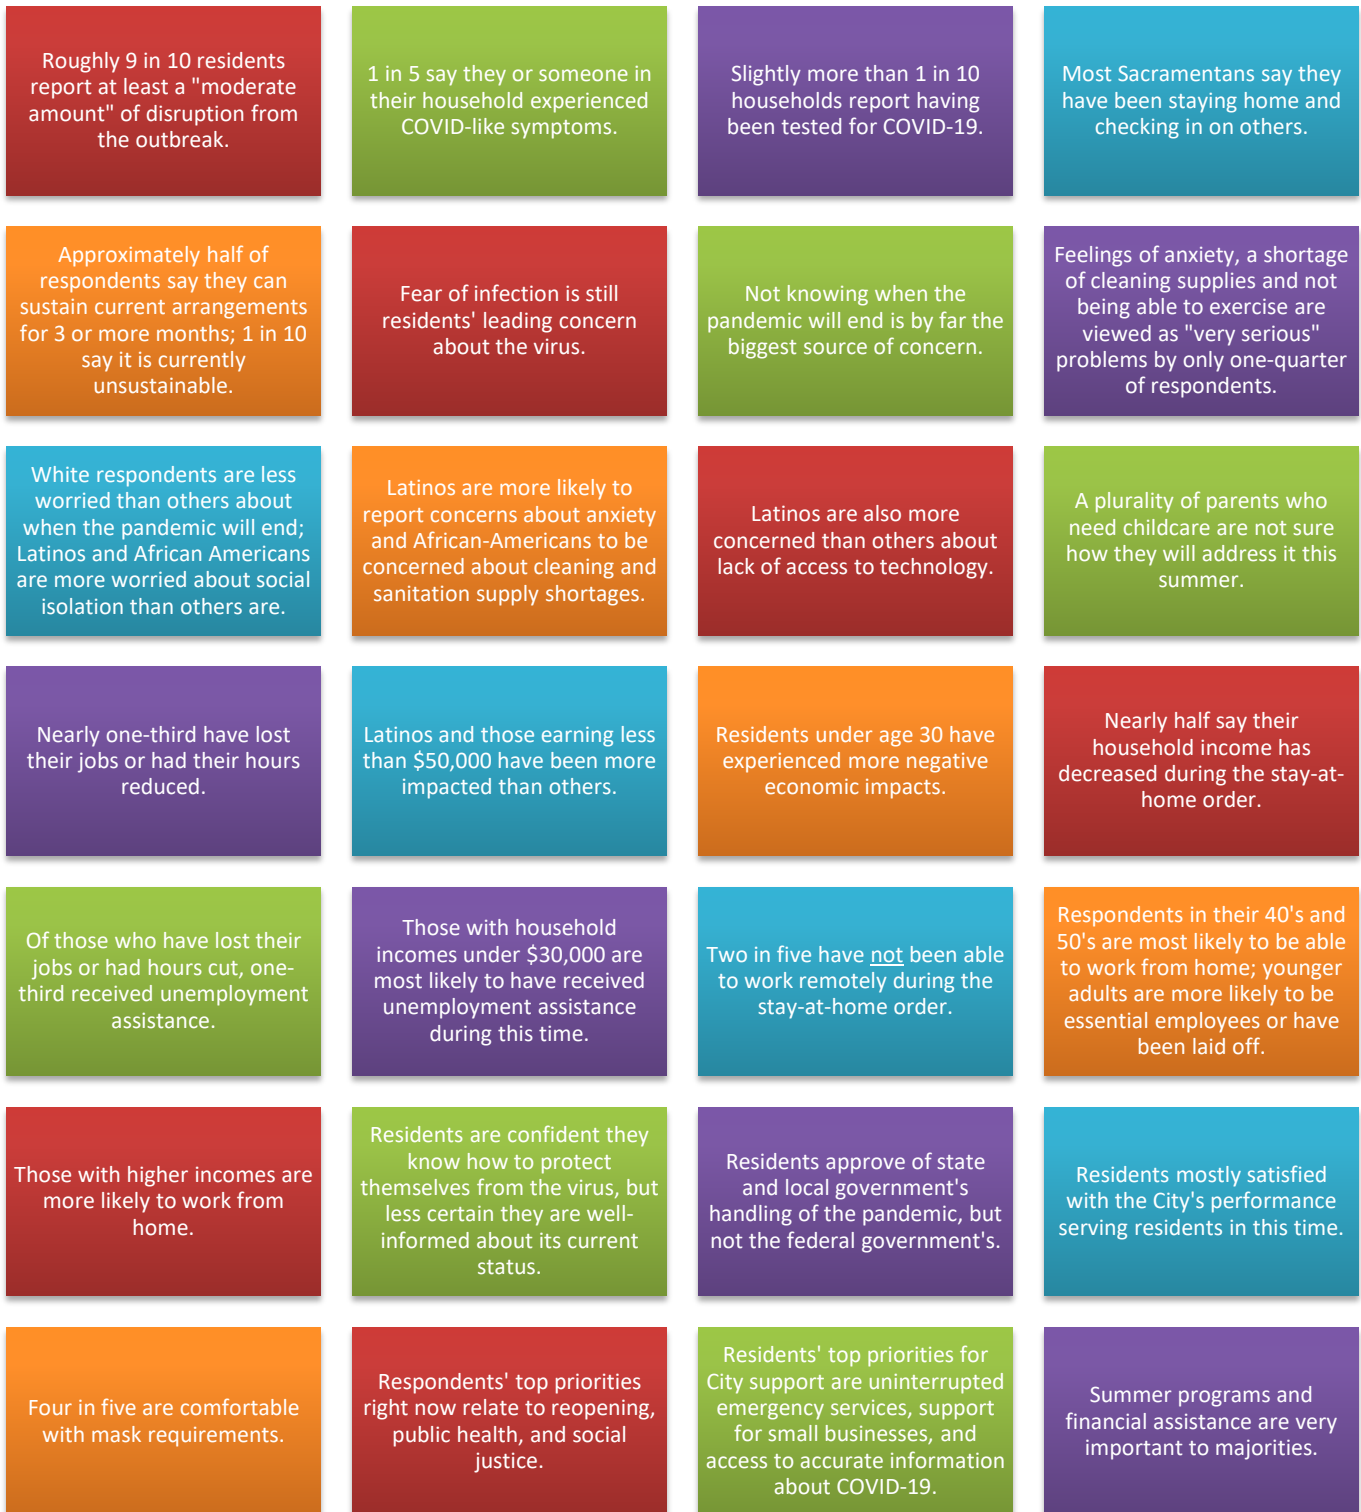 Roughly 9 in 10 residents
report at least a "moderate
amount" of disruption from
the outbreak.
1 in 5 say they or someone in
their household experienced
COVID-like symptoms.
Slightly more than 1 in 10
households report having
been tested for COVID-19.
Most Sacramentans say they
have been staying home and
checking in on others.
Approximately half of
respondents say they can
sustain current arrangements
for 3 or more months; 1 in 10
say it is currently
unsustainable.
Fear of infection is still
residents' leading concern
about the virus.
Not knowing when the
pandemic will end is by far the
biggest source of concern.
Feelings of anxiety, a shortage
of cleaning supplies and not
being able to exercise are
viewed as "very serious"
problems by only one-quarter
of respondents.
White respondents are less
worried than others about
when the pandemic will end;
Latinos and African Americans
are more worried about social
isolation than others are.
Latinos are more likely to
report concerns about anxiety
and African-Americans to be
concerned about cleaning and
sanitation supply shortages.
Latinos are also more
concerned than others about
lack of access to technology.
A plurality of parents who
need childcare are not sure
how they will address it this
summer.
Nearly one-third have lost
their jobs or had their hours
reduced.
Latinos and those earning less
than $50,000 have been more
impacted than others.
Residents under age 30 have
experienced more negative
economic impacts.
Nearly half say their
household income has
decreased during the stay-at-
home order.
Of those who have lost their
jobs or had hours cut, one-
third received unemployment
assistance.
Those with household
incomes under $30,000 are
most likely to have received
unemployment assistance
during this time.
Two in five have not been able
to work remotely during the
stay-at-home order.
Respondents in their 40's and
50's are most likely to be able
to work from home; younger
adults are more likely to be
essential employees or have
been laid off.
Those with higher incomes are
more likely to work from
home.
Residents are confident they
know how to protect
themselves from the virus, but
less certain they are well-
informed about its current
status.
Residents approve of state
and local government's
handling of the pandemic, but
not the federal government's.
Residents mostly satisfied
with the City's performance
serving residents in this time.
Four in five are comfortable
with mask requirements.
Respondents' top priorities
right now relate to reopening,
public health, and social
justice.
Residents' top priorities for
City support are uninterrupted
emergency services, support
for small businesses, and
access to accurate information
about COVID-19.
Summer programs and
financial assistance are very
important to majorities.